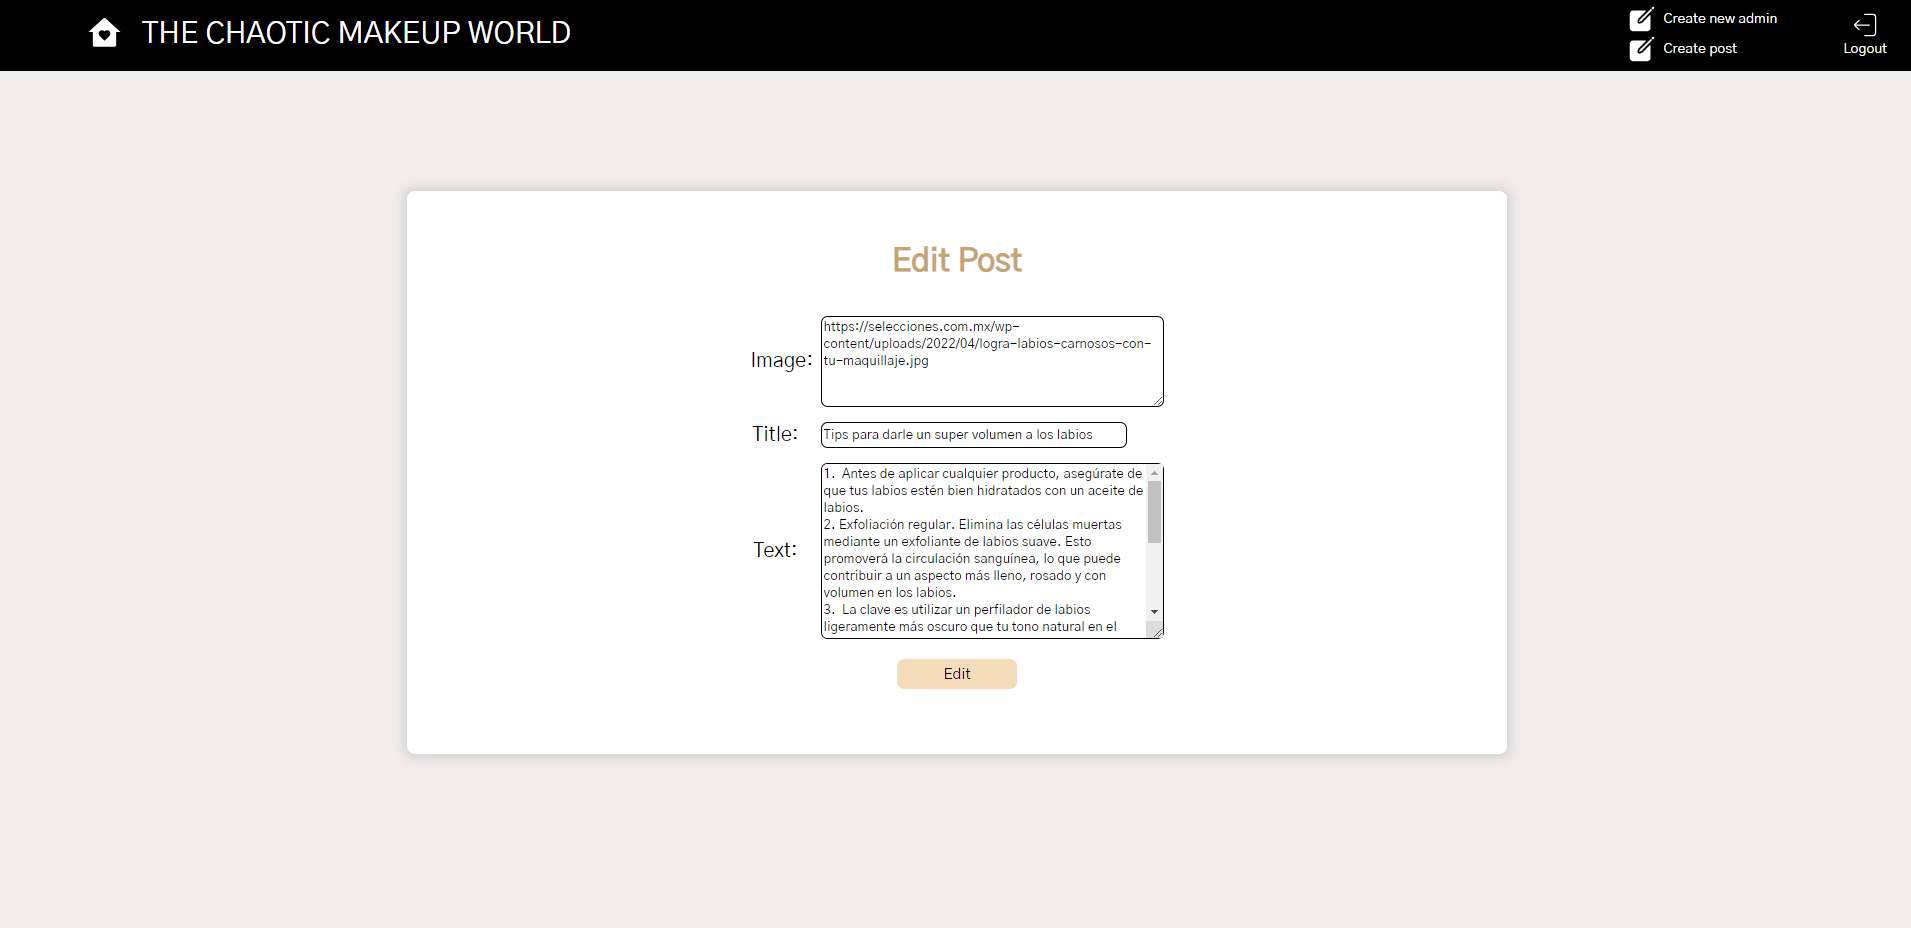 THE CHAOTIC MAKEUP WORLD
Create new admin
Create post
Logout
Edit Post
Image:
https://selecciones.com.mx/wp-
content/uploads/2022/04/logra-labios-carnosos-con-
tu-maquillaje.jpg
Title:
Tips para darle un super volumen a los labios
Text:
1.  Antes de aplicar cualquier producto, asegúrate de
que tus labios estén bien hidratados con un aceite de
labios.
2. Exfoliación regular. Elimina las células muertas
mediante un exfoliante de labios suave. Esto
promoverá la circulación sanguínea, lo que puede
contribuir a un aspecto más lleno, rosado y con
volumen en los labios.
3.  La clave es utilizar un perfilador de labios
ligeramente más oscuro que tu tono natural en el
Edit